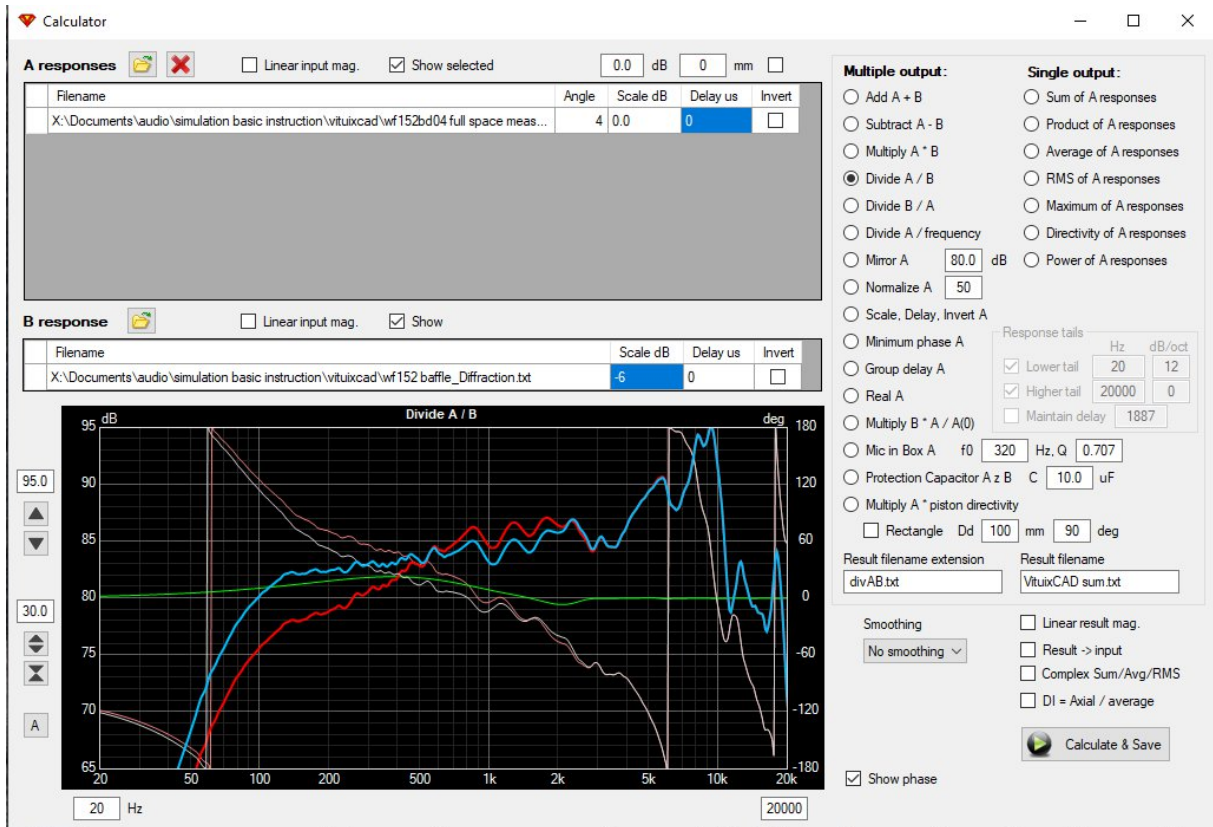 Calculator
A responses Linear input mag. Show selected 0.0 dB 0 mm
Filename Angle Scale dB Delay us Invert
X:\Documents\audio\simulation basic instruction\vituixcad\wf152bd04 full space meas... 4 0.0 0
B response Linear input mag. Show
Filename Scale dB Delay us Invert
X:\Documents\audio\simulation basic instruction\vituixcad\wf152 baffle_Diffraction.txt -6 0
Divide A / B
dB deg
95 180
90 120
85 60
80 0
75 -60
70 -120
65 -180
20 50 100 200 500 1k 2k 5k 10k 20k
95.0
30.0
A
20 Hz 20000
Multiple output: Single output:
Add A + B Sum of A responses
Subtract A - B Product of A responses
Multiply A * B Average of A responses
Divide A / B RMS of A responses
Divide B / A Maximum of A responses
Divide A / frequency Directivity of A responses
Mirror A 80.0 dB Power of A responses
Normalize A 50
Scale, Delay, Invert A
Minimum phase A
Group delay A
Real A
Response tails
Hz dB/oct
Lower tail 20 12
Higher tail 20000 0
Maintain delay 1887
Multiply B * A / A(0)
Mic in Box A f0 320 Hz, Q 0.707
Protection Capacitor A z B C 10.0 uF
Multiply A * piston directivity
Rectangle Dd 100 mm 90 deg
Result filename extension Result filename
divAB.txt VituixCAD sum.txt
Smoothing
No smoothing
Linear result mag.
Result -> input
Complex Sum/Avg/RMS
DI = Axial / average
Calculate & Save
Show phase